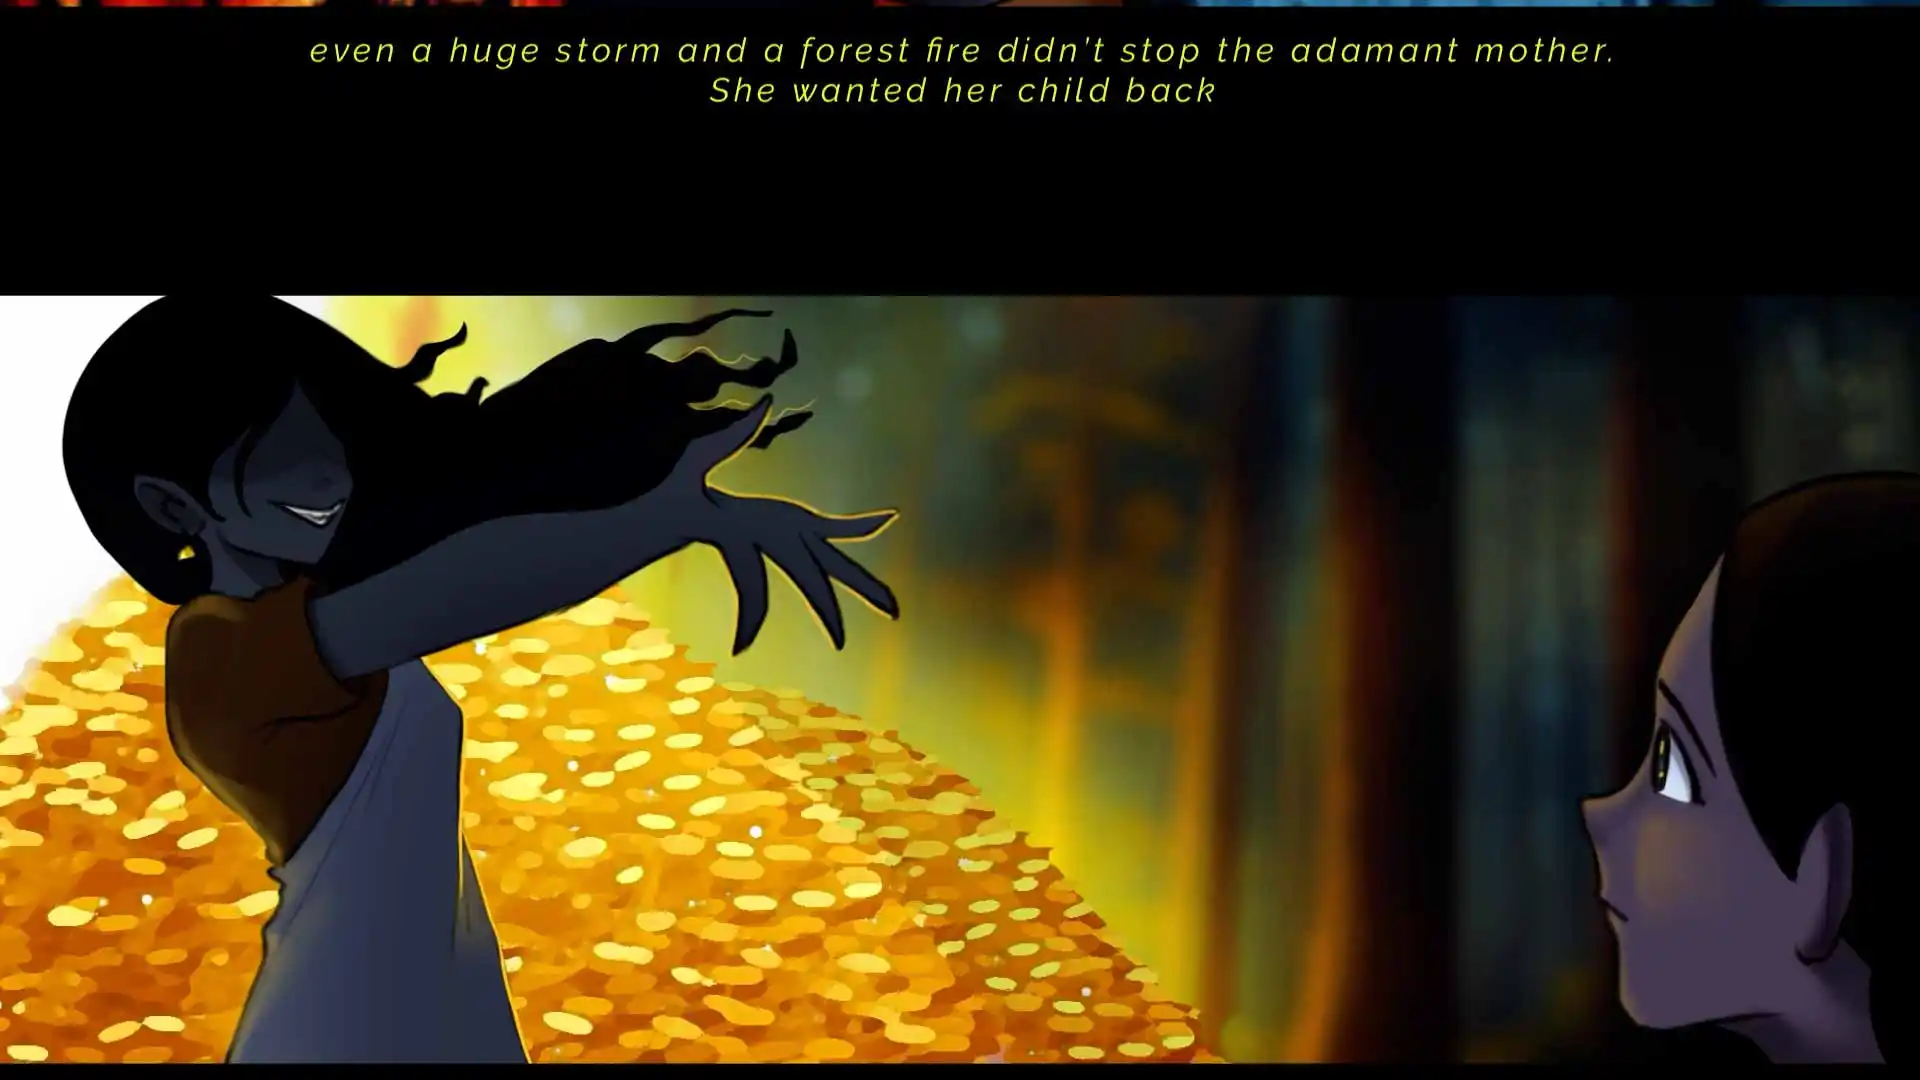 even a huge storm and a forest fire didn't stop the adamant mother.
She wanted her child back